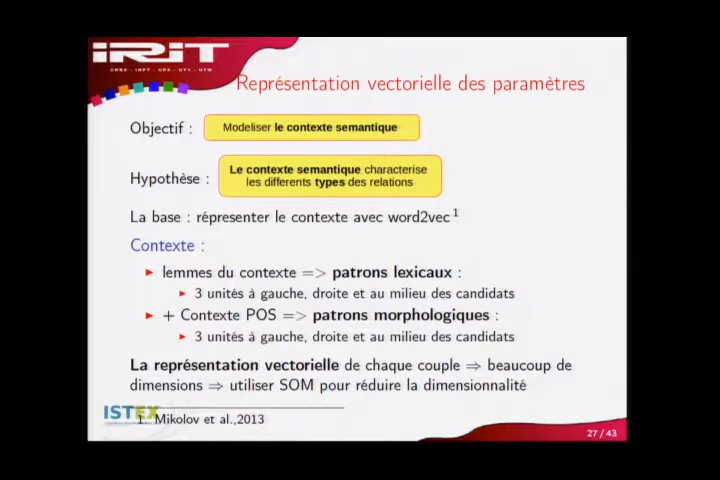 IRIT
CNRS - INPT - UPS - UT1 - UTM
Représentation vectorielle des paramètres
Objectif : Modeliser le contexte semantique
Hypothèse : Le contexte semantique characterise
les differents types des relations
La base : répresenter le contexte avec word2vec 1
Contexte :
lemmes du contexte => patrons lexicaux :
3 unités à gauche, droite et au milieu des candidats
+ Contexte POS => patrons morphologiques :
3 unités à gauche, droite et au milieu des candidats
La représentation vectorielle de chaque couple ⇒ beaucoup de
dimensions ⇒ utiliser SOM pour réduire la dimensionnalité
ISTEX
1. Mikolov et al.,2013
27 / 43